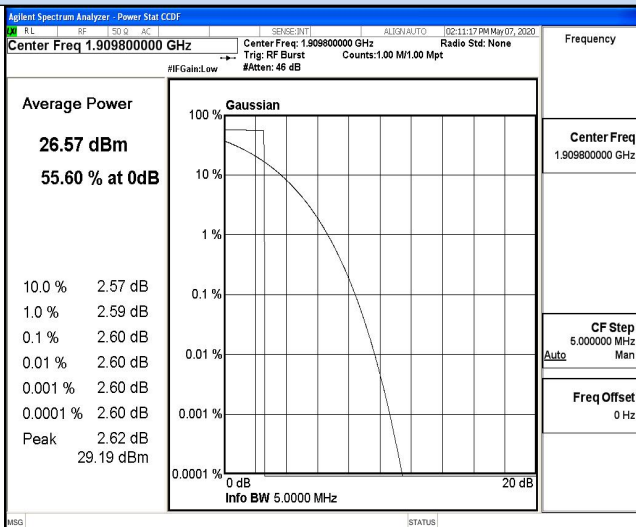 Agilent Spectrum Analyzer - Power Stat CCDF
RL RF 50 Ω AC SENSE:INT ALIGN AUTO 02:11:17 PM May 07, 2020
Center Freq 1.909800000 GHz
Center Freq: 1.909800000 GHz Radio Std: None
Trig: RF Burst Counts:1.00 M/1.00 Mpt
#IFGain:Low #Atten: 46 dB
Frequency
Average Power
26.57 dBm
55.60 % at 0dB
10.0 % 2.57 dB
1.0 % 2.59 dB
0.1 % 2.60 dB
0.01 % 2.60 dB
0.001 % 2.60 dB
0.0001 % 2.60 dB
Peak 2.62 dB
29.19 dBm
Gaussian
100 %
10 %
1 %
0.1 %
0.01 %
0.001 %
0.0001 %
0 dB 20 dB
Info BW 5.0000 MHz
Center Freq
1.909800000 GHz
CF Step
5.000000 MHz
Auto Man
Freq Offset
0 Hz
MSG STATUS